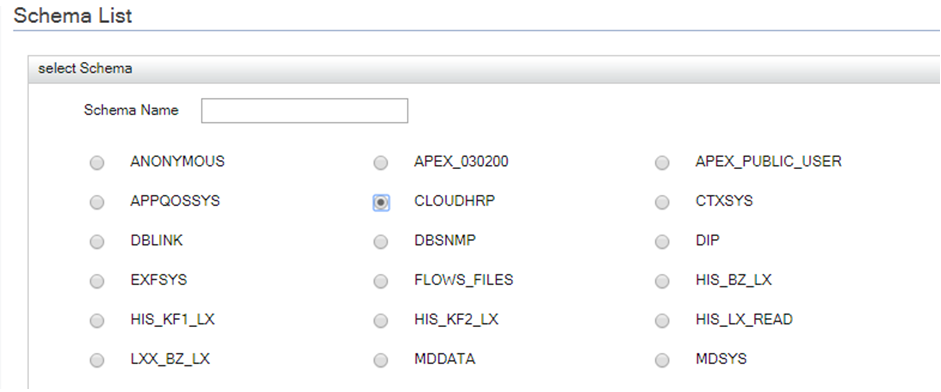 Schema List
select Schema
Schema Name
ANONYMOUS APEX_030200 APEX_PUBLIC_USER
APPQOSSYS CLOUDHRP CTXSYS
DBLINK DBSNMP DIP
EXFSYS FLOWS_FILES HIS_BZ_LX
HIS_KF1_LX HIS_KF2_LX HIS_LX_READ
LXX_BZ_LX MDDATA MDSYS